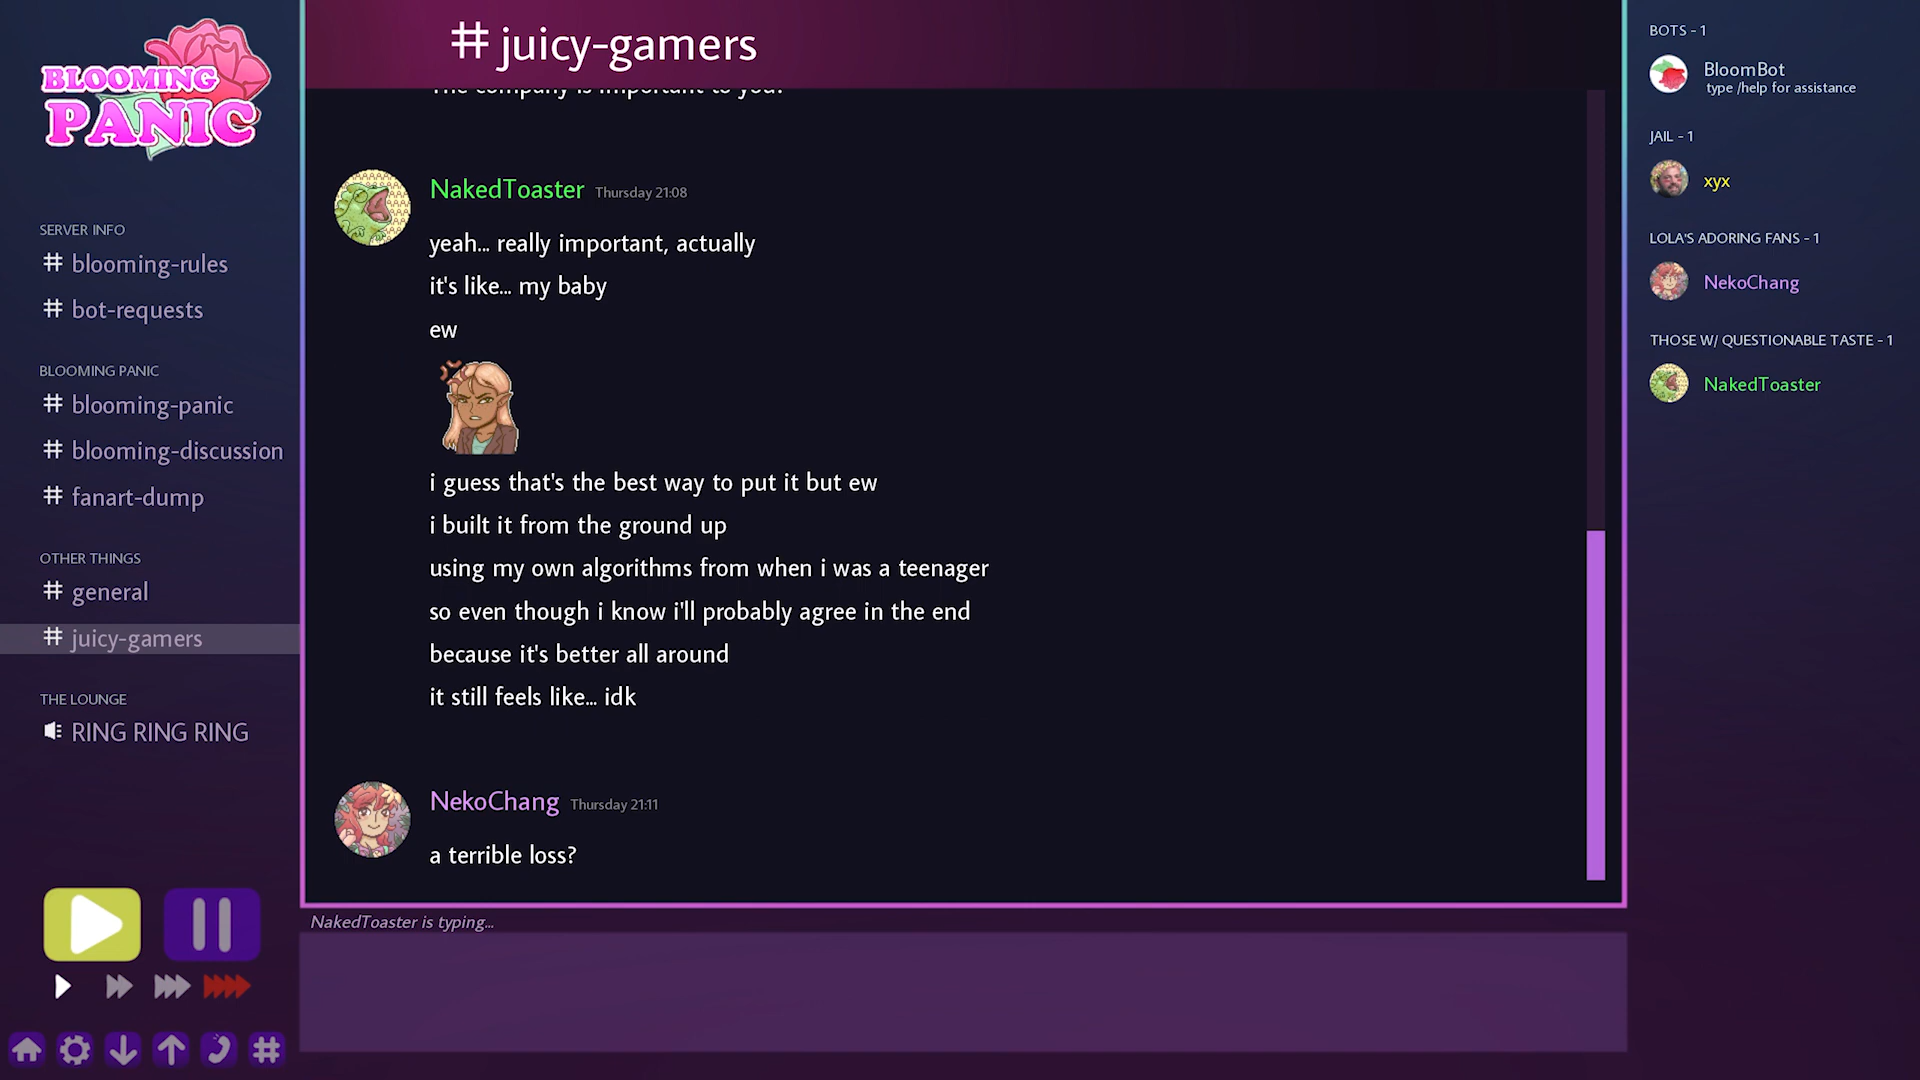 BLOOMING
PANIC
SERVER INFO
# blooming-rules
# bot-requests
BLOOMING PANIC
# blooming-panic
# blooming-discussion
# fanart-dump
OTHER THINGS
# general
# juicy-gamers
THE LOUNGE
RING RING RING
# juicy-gamers
The company is important to you?
NakedToaster Thursday 21:08
yeah... really important, actually
it's like... my baby
ew
i guess that's the best way to put it but ew
i built it from the ground up
using my own algorithms from when i was a teenager
so even though i know i'll probably agree in the end
because it's better all around
it still feels like... idk
NekoChang Thursday 21:11
a terrible loss?
NakedToaster is typing...
BOTS - 1
BloomBot
type /help for assistance
JAIL - 1
xyx
LOLA'S ADORING FANS - 1
NekoChang
THOSE W/ QUESTIONABLE TASTE - 1
NakedToaster